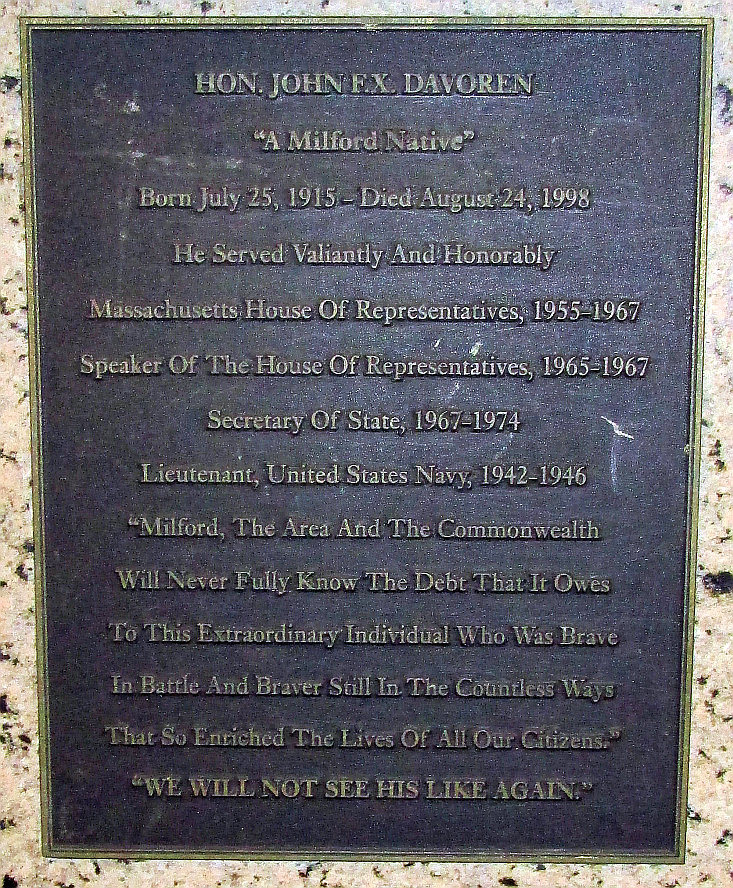 HON. JOHN F.X. DAVOREN
“A Milford Native”
Born July 25, 1915 – Died August 24, 1998
He Served Valiantly And Honorably
Massachusetts House Of Representatives, 1955–1967
Speaker Of The House Of Representatives, 1965–1967
Secretary Of State, 1967–1974
Lieutenant, United States Navy, 1942–1946
“Milford, The Area And The Commonwealth
Will Never Fully Know The Debt That It Owes
To This Extraordinary Individual Who Was Brave
In Battle And Braver Still In The Countless Ways
That So Enriched The Lives Of All Our Citizens.”
“WE WILL NOT SEE HIS LIKE AGAIN.”